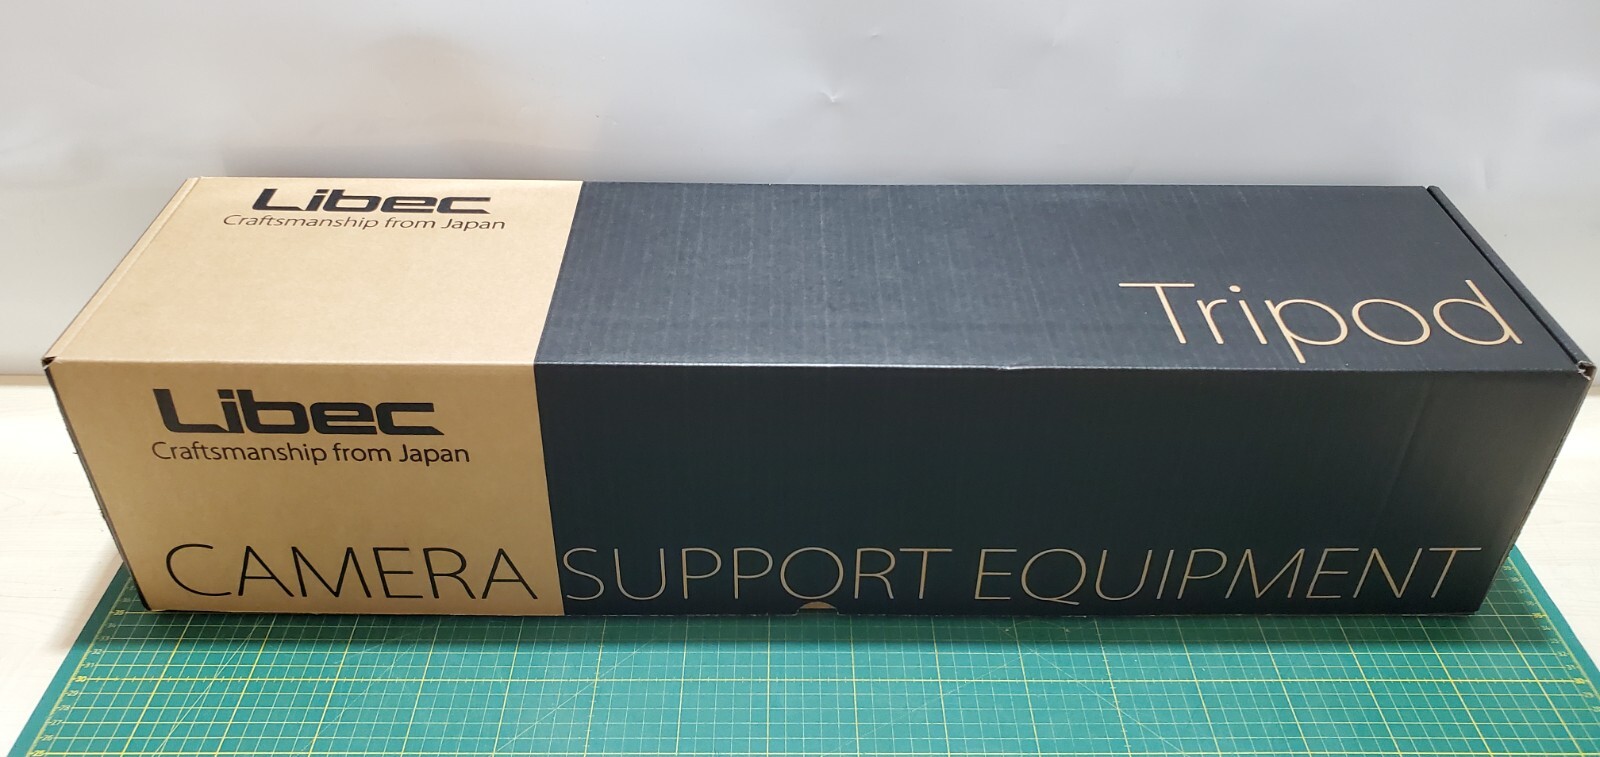 Libec
Craftsmanship from Japan
Tripod
Libec
Craftsmanship from Japan
CAMERA SUPPORT EQUIPMENT